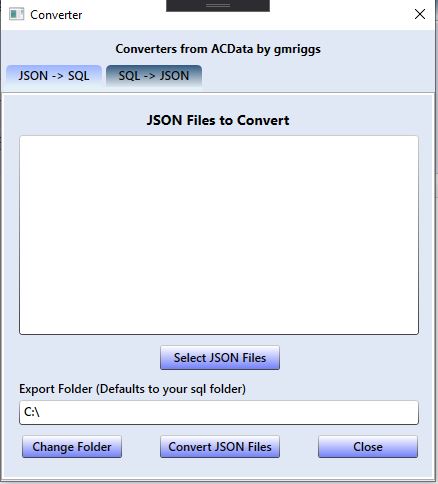 Converter
Converters from ACData by gmriggs
JSON -> SQL
SQL -> JSON
JSON Files to Convert
Select JSON Files
Export Folder (Defaults to your sql folder)
C:\
Change Folder
Convert JSON Files
Close